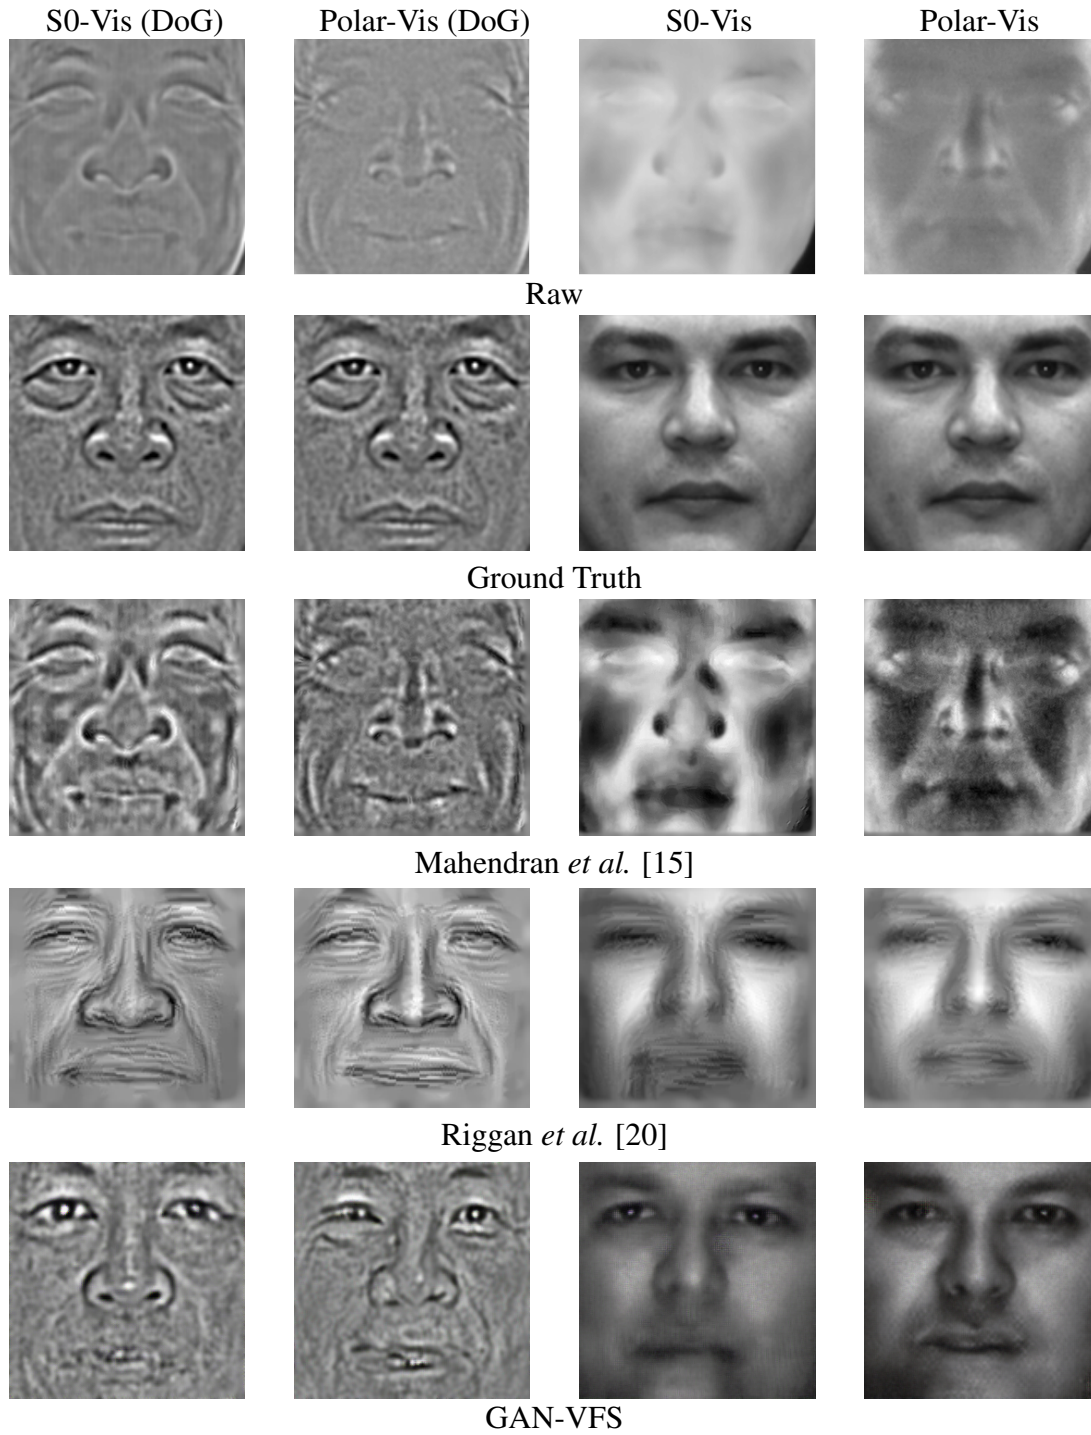 S0-Vis (DoG) Polar-Vis (DoG) S0-Vis Polar-Vis
Raw
Ground Truth
Mahendran et al. [15]
Riggan et al. [20]
GAN-VFS